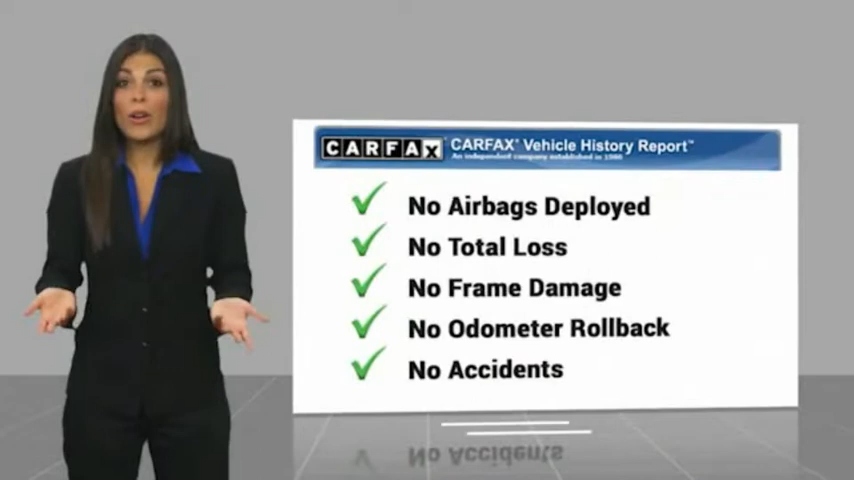 CARFAX CARFAX® Vehicle History Report™
An independent company established in 1986
No Airbags Deployed
No Total Loss
No Frame Damage
No Odometer Rollback
No Accidents
No Accidents